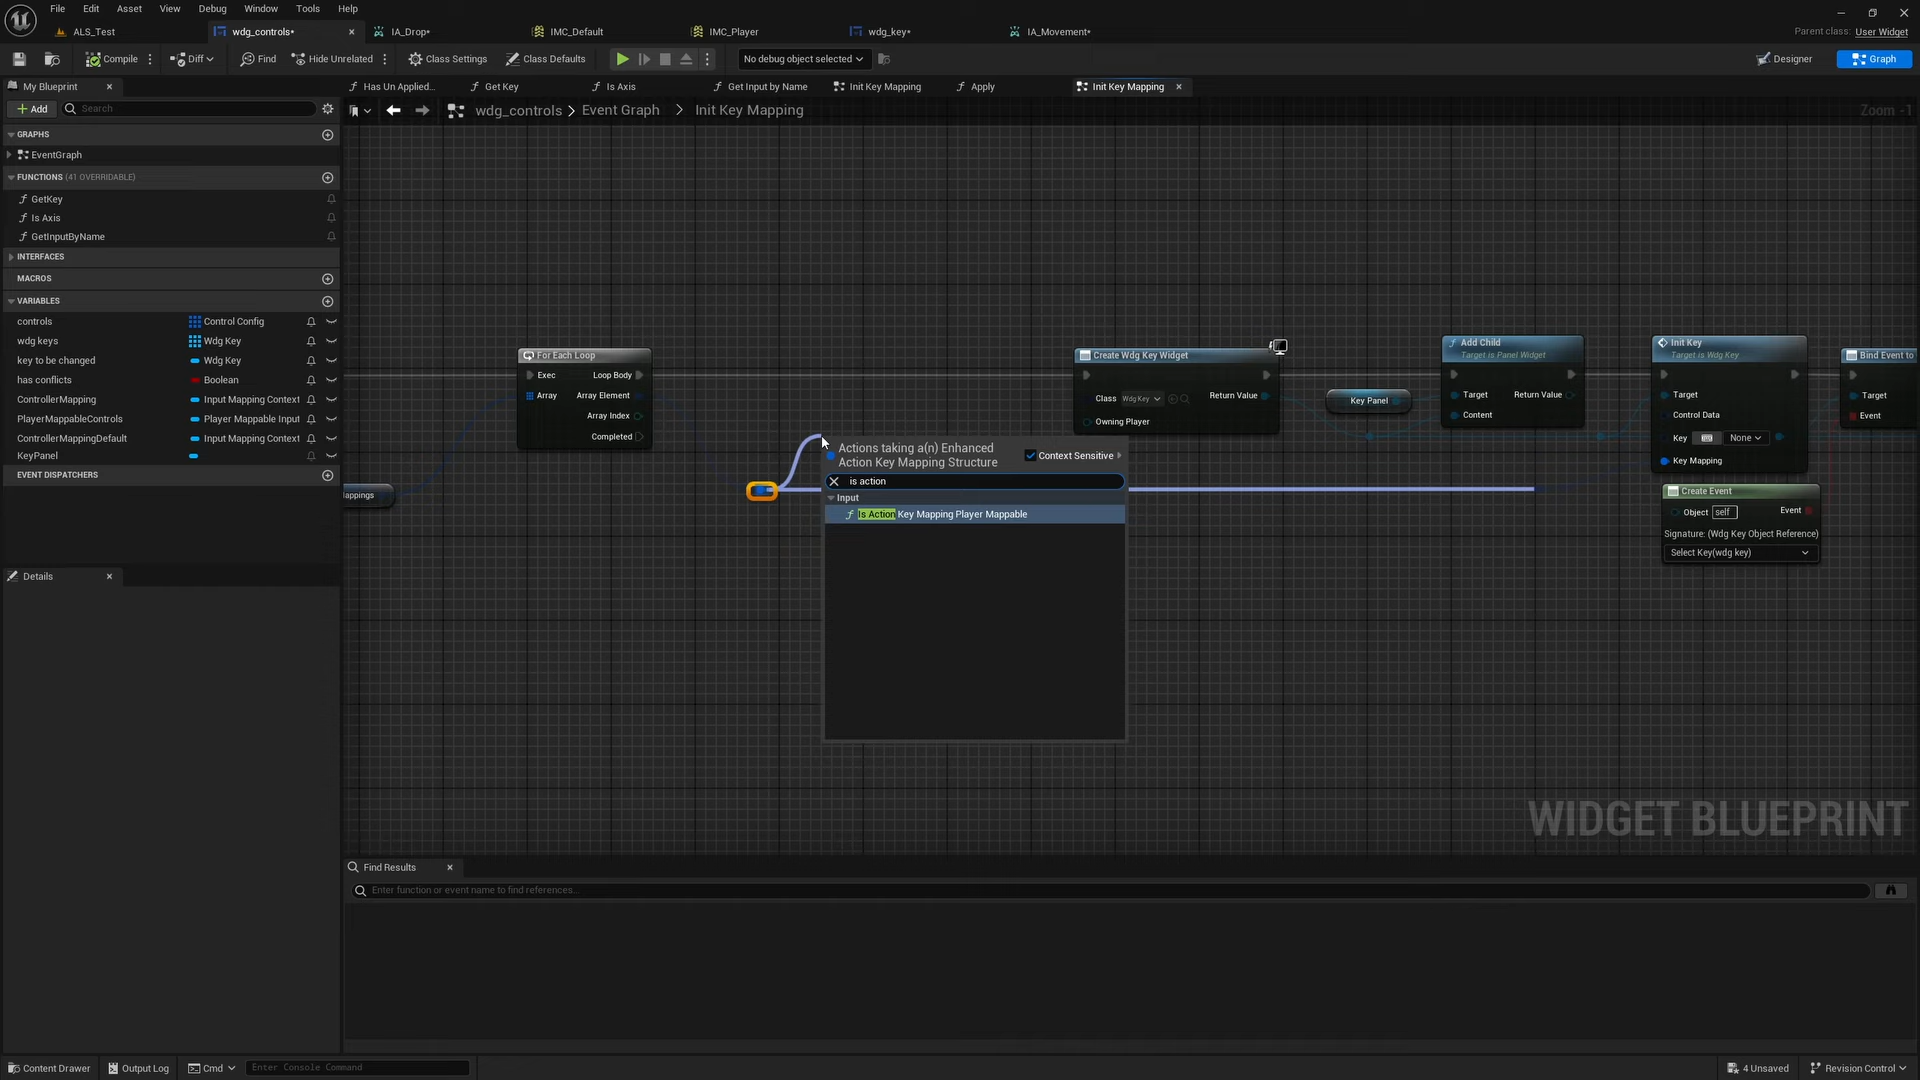 File Edit Asset View Debug Window Tools Help
ALS_Test
wdg_controls*
IA_Drop*
IMC_Default
IMC_Player
wdg_key*
IA_Movement*
Parent class: User Widget
Compile
Diff
Find
Hide Unrelated
Class Settings
Class Defaults
No debug object selected
Designer
Graph
My Blueprint
Has Un Applied...
Get Key
Is Axis
Get Input by Name
Init Key Mapping
Apply
Init Key Mapping
Add
Search
wdg_controls > Event Graph > Init Key Mapping
Zoom -1
GRAPHS
EventGraph
FUNCTIONS (41 OVERRIDABLE)
GetKey
Is Axis
GetInputByName
INTERFACES
MACROS
VARIABLES
controls Control Config
wdg keys Wdg Key
key to be changed Wdg Key
has conflicts Boolean
ControllerMapping Input Mapping Context
PlayerMappableControls Player Mappable Input
ControllerMappingDefault Input Mapping Context
KeyPanel
EVENT DISPATCHERS
Details
appings
For Each Loop
Exec Loop Body
Array Array Element
Array Index
Completed
Create Wdg Key Widget
Class Wdg Key Return Value
Owning Player
Key Panel
Add Child
Target is Panel Widget
Target Return Value
Content
Init Key
Target is Wdg Key
Target
Control Data
Key None
Key Mapping
Bind Event to
Target
Event
Create Event
Object self Event
Signature: (Wdg Key Object Reference)
Select Key(wdg key)
Actions taking a(n) Enhanced
Action Key Mapping Structure
Context Sensitive
is action
Input
Is Action Key Mapping Player Mappable
WIDGET BLUEPRINT
Find Results
Enter function or event name to find references...
Content Drawer
Output Log
Cmd
Enter Console Command
4 Unsaved
Revision Control